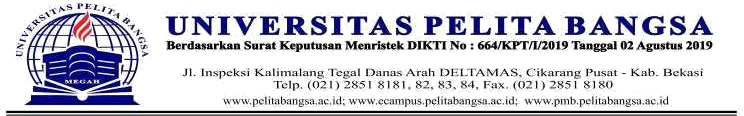 UNIVERSITAS PELITA BANGSA
MEGAH
UNIVERSITAS PELITA BANGSA
Berdasarkan Surat Keputusan Menristek DIKTI No : 664/KPT/I/2019 Tanggal 02 Agustus 2019
Jl. Inspeksi Kalimalang Tegal Danas Arah DELTAMAS, Cikarang Pusat - Kab. Bekasi
Telp. (021) 2851 8181, 82, 83, 84, Fax. (021) 2851 8180
www.pelitabangsa.ac.id; www.ecampus.pelitabangsa.ac.id; www.pmb.pelitabangsa.ac.id